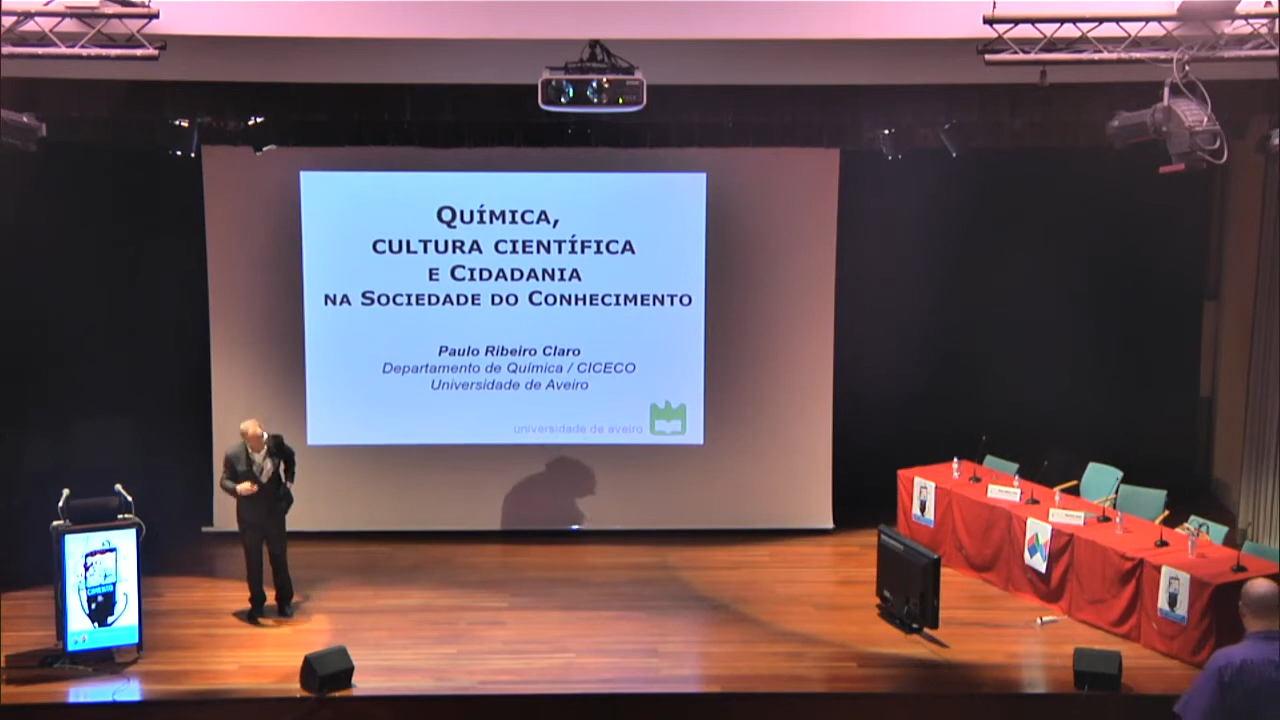 QUÍMICA,
CULTURA CIENTÍFICA
E CIDADANIA
NA SOCIEDADE DO CONHECIMENTO
Paulo Ribeiro Claro
Departamento de Química / CICECO
Universidade de Aveiro
universidade de aveiro